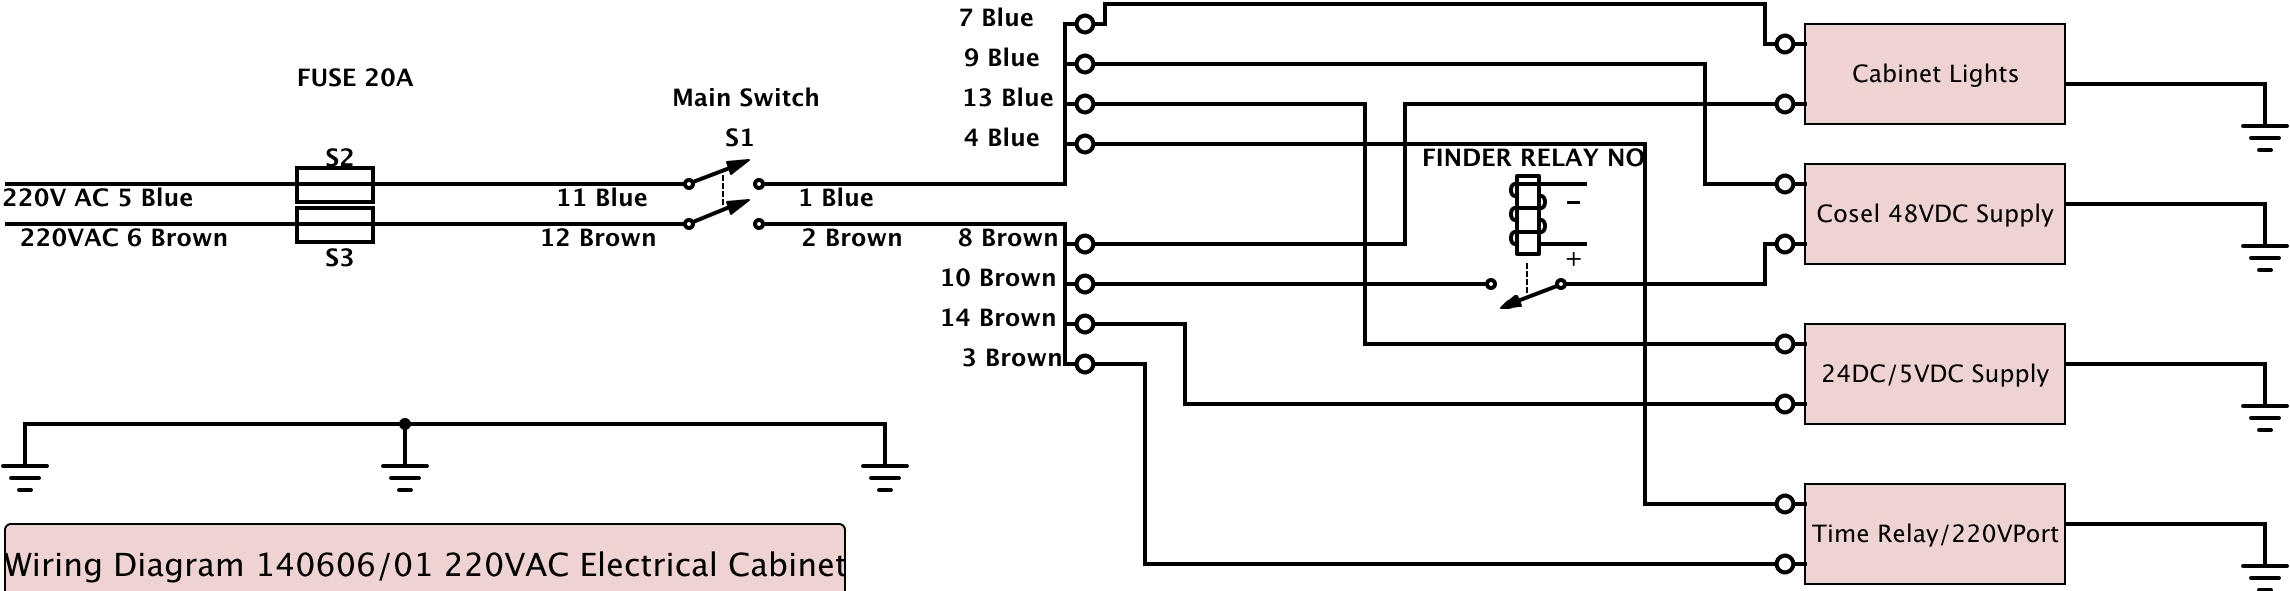 7 Blue
9 Blue
Cabinet Lights
FUSE 20A
Main Switch
13 Blue
S1
4 Blue
S2
FINDER RELAY NO
220V AC 5 Blue
11 Blue
1 Blue
−
Cosel 48VDC Supply
220VAC 6 Brown
12 Brown
2 Brown
8 Brown
S3
+
10 Brown
14 Brown
3 Brown
24DC/5VDC Supply
Time Relay/220VPort
Wiring Diagram 140606/01 220VAC Electrical Cabinet